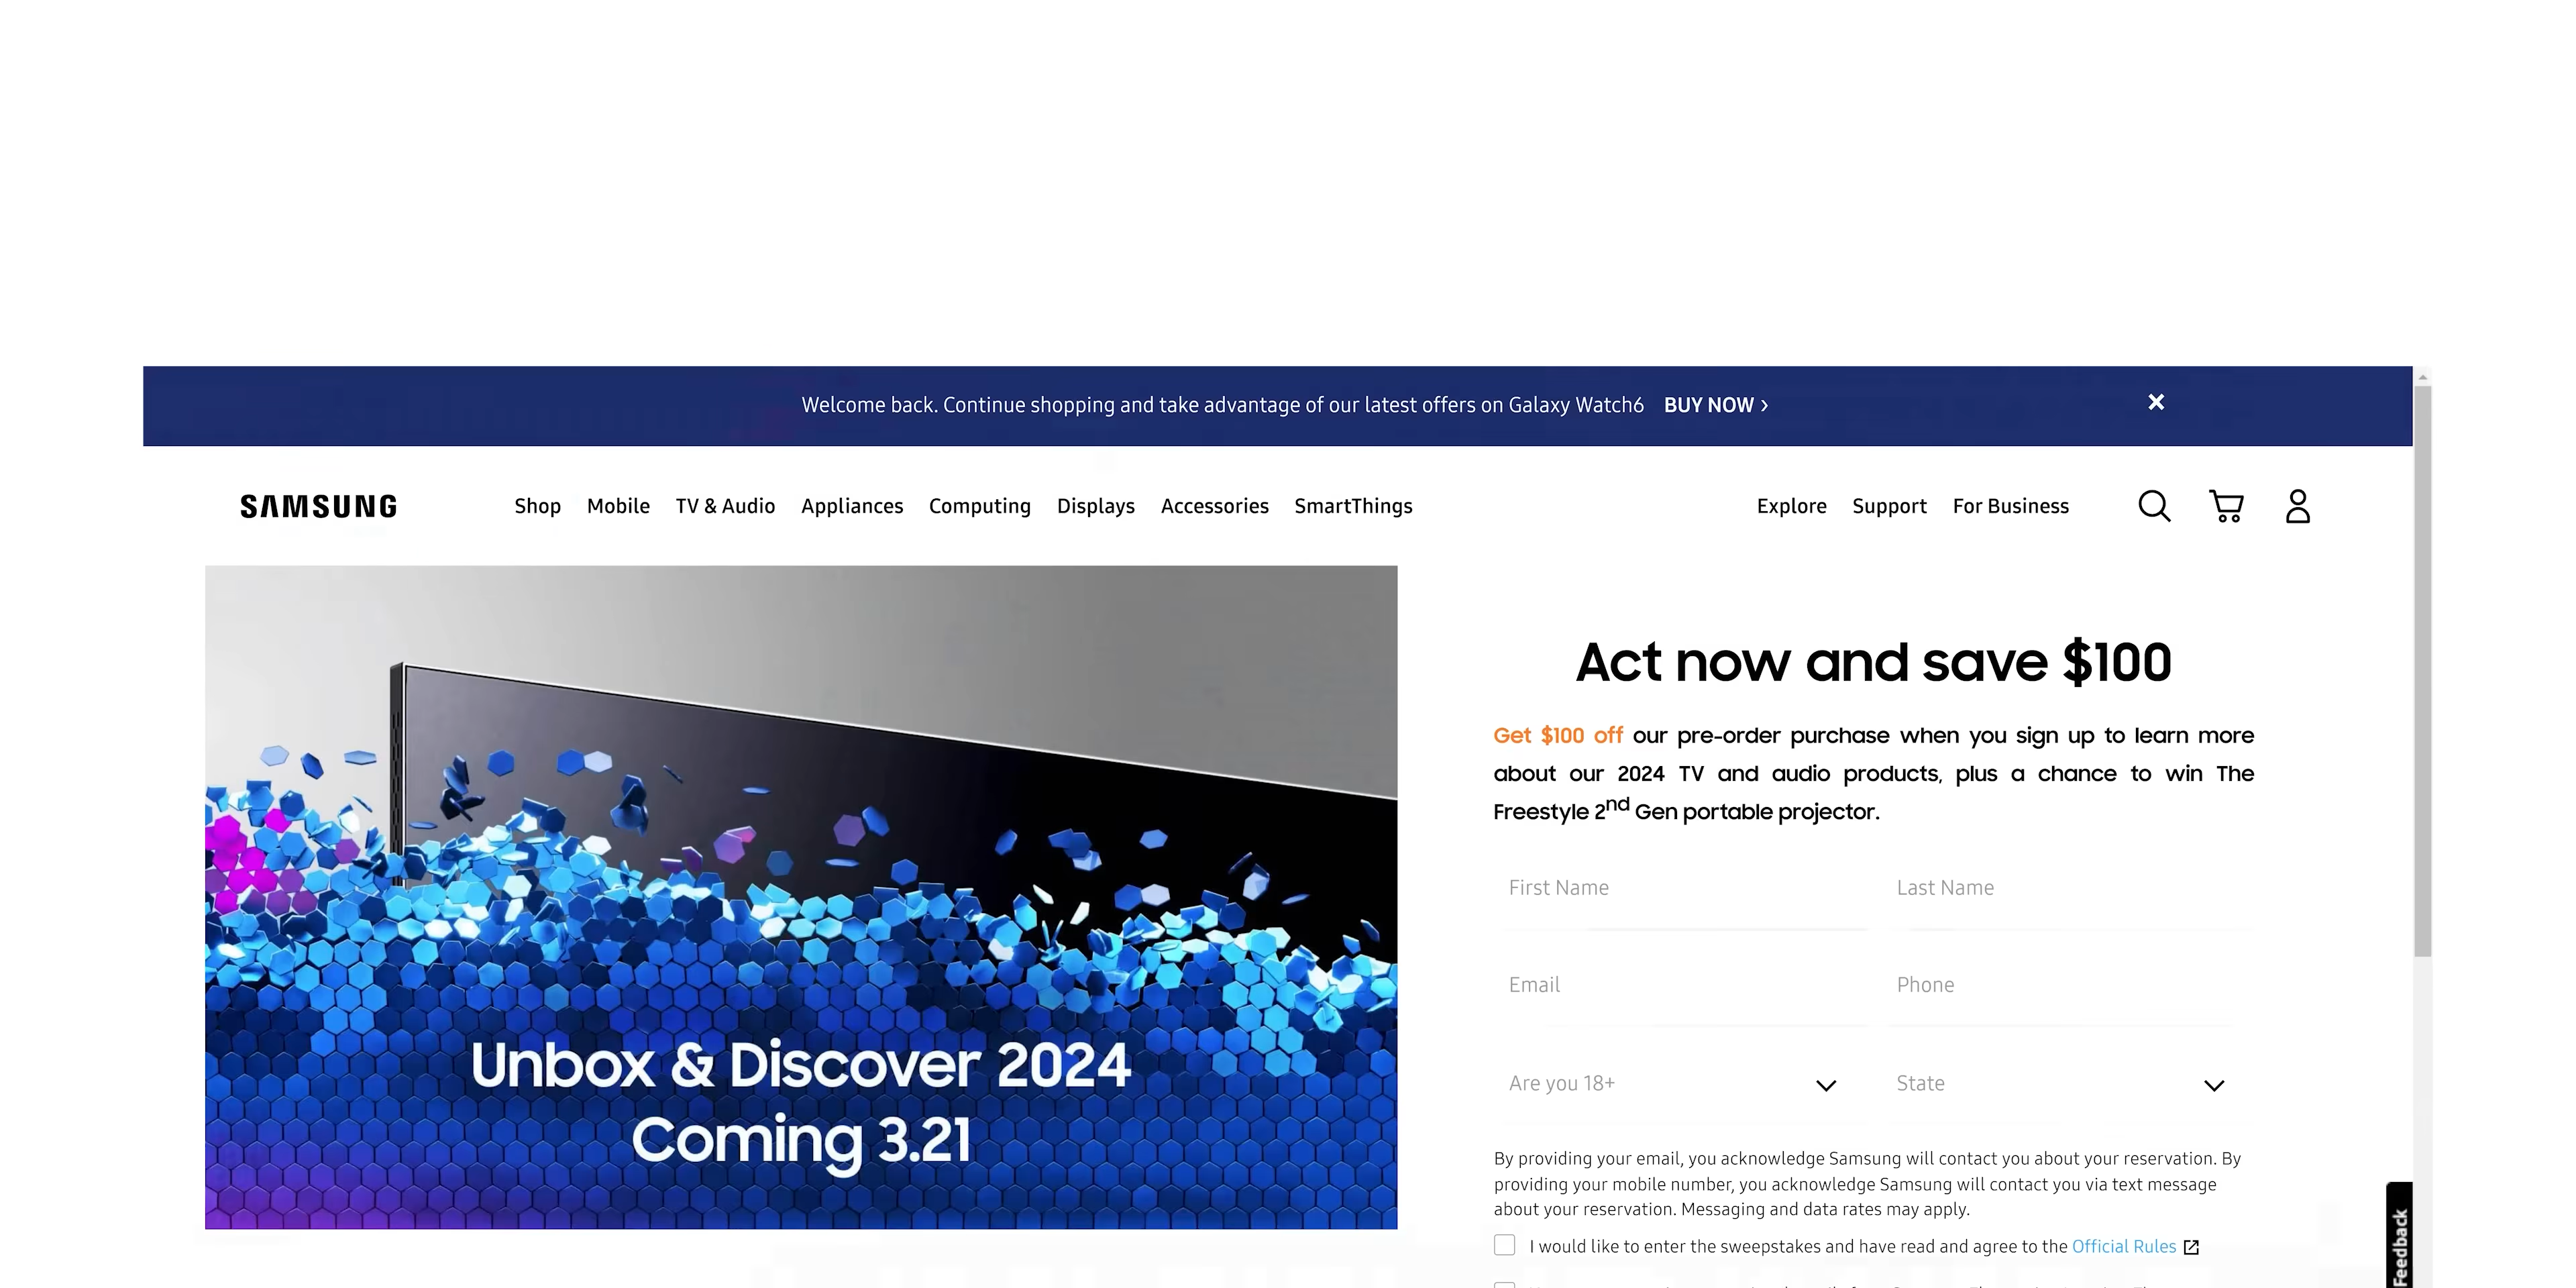 Welcome back. Continue shopping and take advantage of our latest offers on Galaxy Watch6 BUY NOW ›
SAMSUNG Shop Mobile TV & Audio Appliances Computing Displays Accessories SmartThings Explore Support For Business
Unbox & Discover 2024
Coming 3.21
Act now and save $100
Get $100 off our pre-order purchase when you sign up to learn more
about our 2024 TV and audio products, plus a chance to win The
Freestyle 2nd Gen portable projector.
First Name Last Name
Email Phone
Are you 18+ State
By providing your email, you acknowledge Samsung will contact you about your reservation. By
providing your mobile number, you acknowledge Samsung will contact you via text message
about your reservation. Messaging and data rates may apply.
I would like to enter the sweepstakes and have read and agree to the Official Rules
Feedback